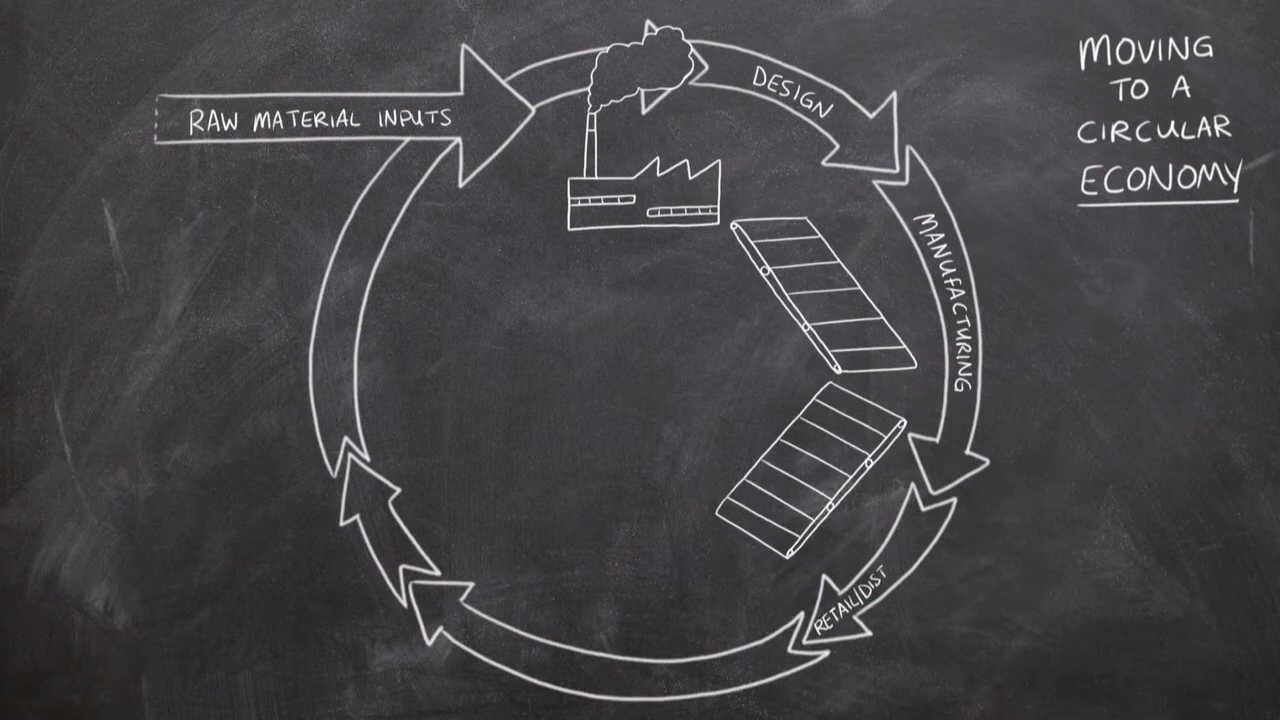 RAW MATERIAL INPUTS
DESIGN
MANUFACTURING
RETAIL/DIST
MOVING
TO A
CIRCULAR
ECONOMY